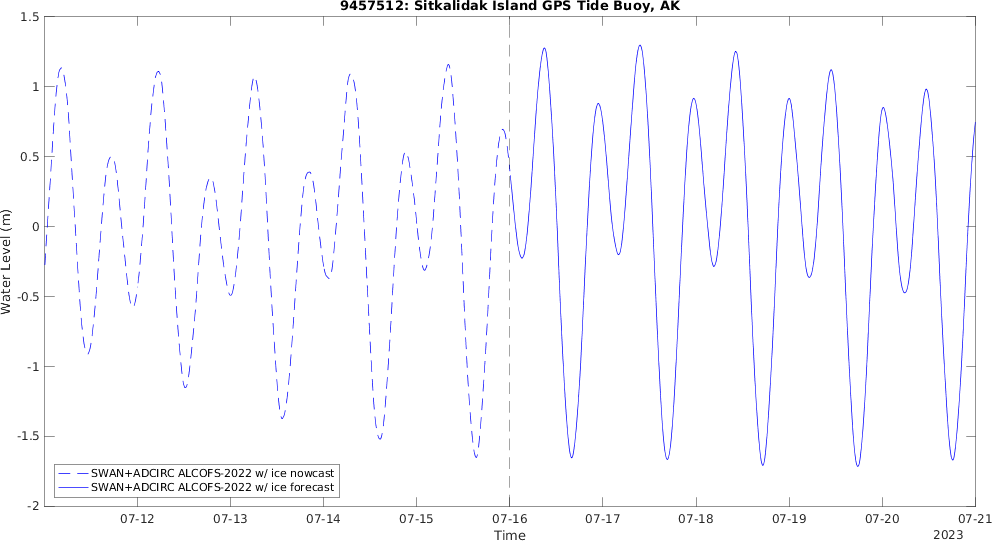 9457512: Sitkalidak Island GPS Tide Buoy, AK
1.5
1
0.5
0
-0.5
-1
-1.5
-2
Water Level (m)
SWAN+ADCIRC ALCOFS-2022 w/ ice nowcast
SWAN+ADCIRC ALCOFS-2022 w/ ice forecast
07-12 07-13 07-14 07-15 07-16 07-17 07-18 07-19 07-20 07-21
Time
2023